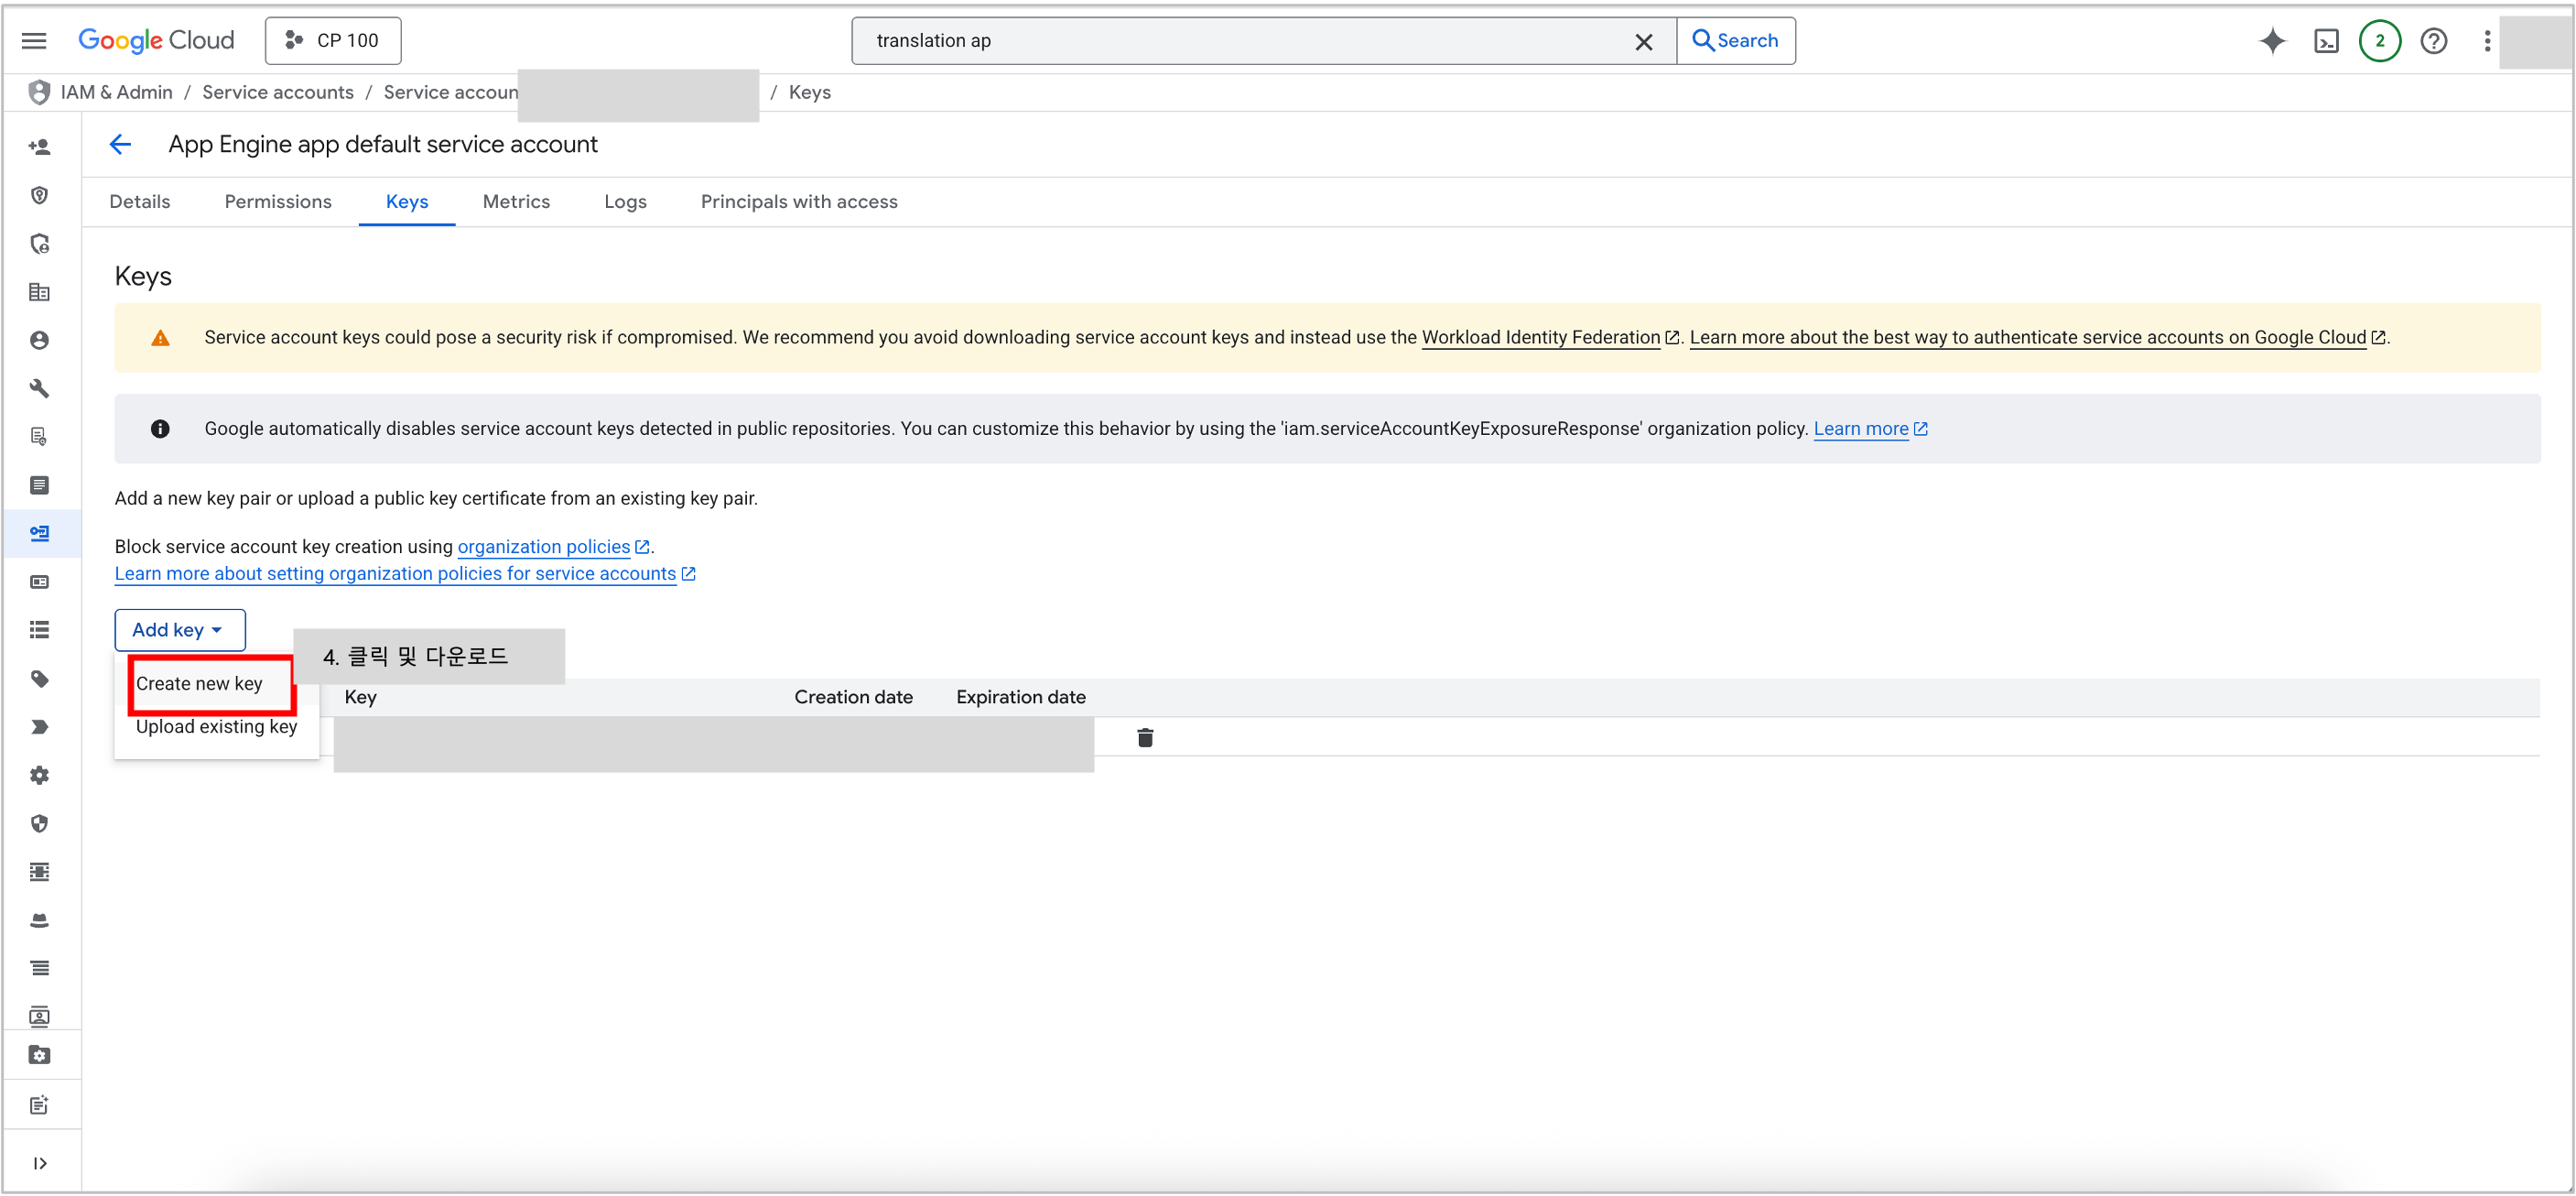 Google Cloud
CP 100
translation ap
Search
2
IAM & Admin / Service accounts / Service accoun / Keys
App Engine app default service account
Details
Permissions
Keys
Metrics
Logs
Principals with access
Keys
Service account keys could pose a security risk if compromised. We recommend you avoid downloading service account keys and instead use the Workload Identity Federation. Learn more about the best way to authenticate service accounts on Google Cloud.
Google automatically disables service account keys detected in public repositories. You can customize this behavior by using the 'iam.serviceAccountKeyExposureResponse' organization policy. Learn more
Add a new key pair or upload a public key certificate from an existing key pair.
Block service account key creation using organization policies.
Learn more about setting organization policies for service accounts
Add key
4. 클릭 및 다운로드
Create new key
Upload existing key
Key
Creation date
Expiration date